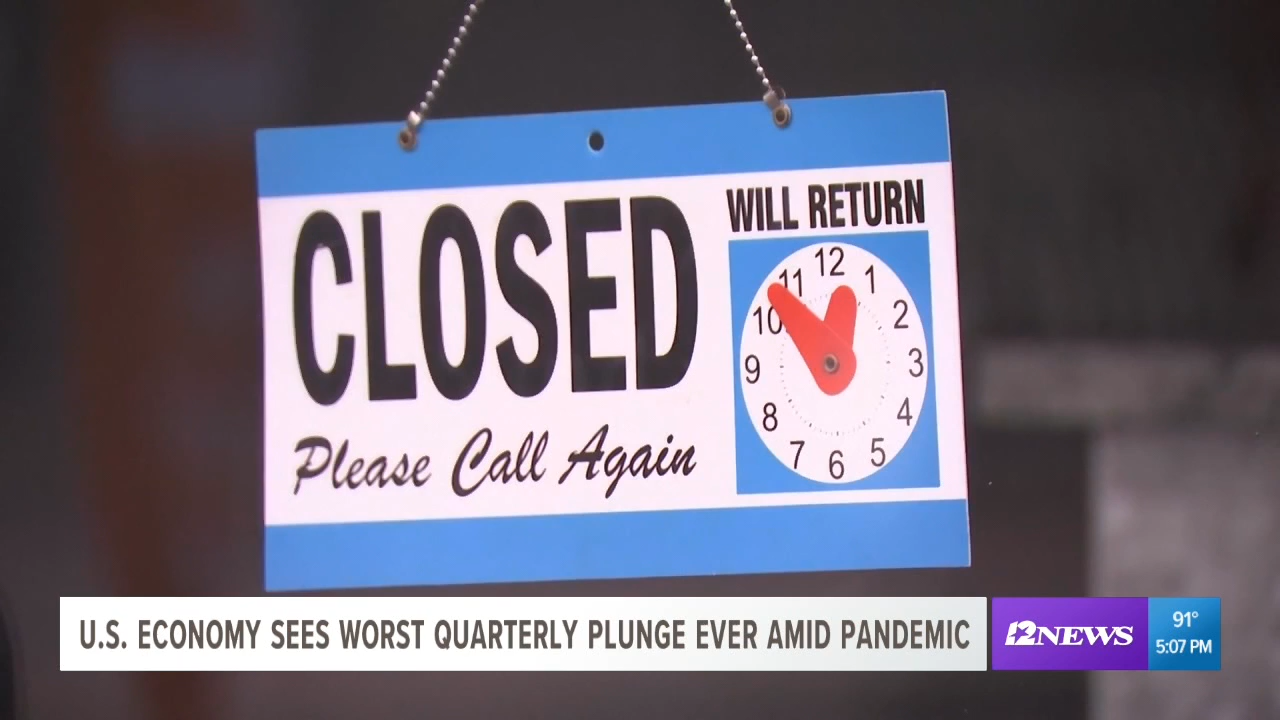 CLOSED
Please Call Again
WILL RETURN
12
1
2
3
4
5
6
7
8
9
10
11
U.S. ECONOMY SEES WORST QUARTERLY PLUNGE EVER AMID PANDEMIC
12NEWS
91°
5:07 PM